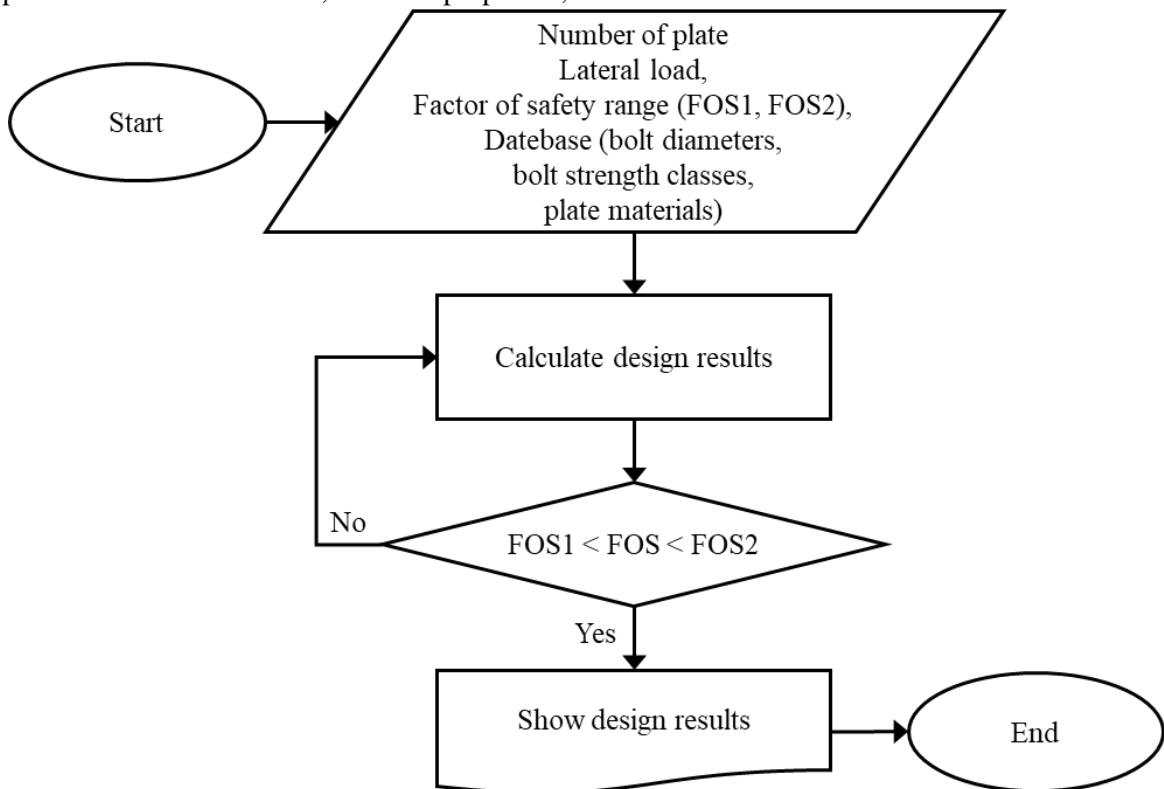 Start
Number of plate
Lateral load,
Factor of safety range (FOS1, FOS2),
Datebase (bolt diameters,
bolt strength classes,
plate materials)
Calculate design results
No
FOS1 < FOS < FOS2
Yes
Show design results
End